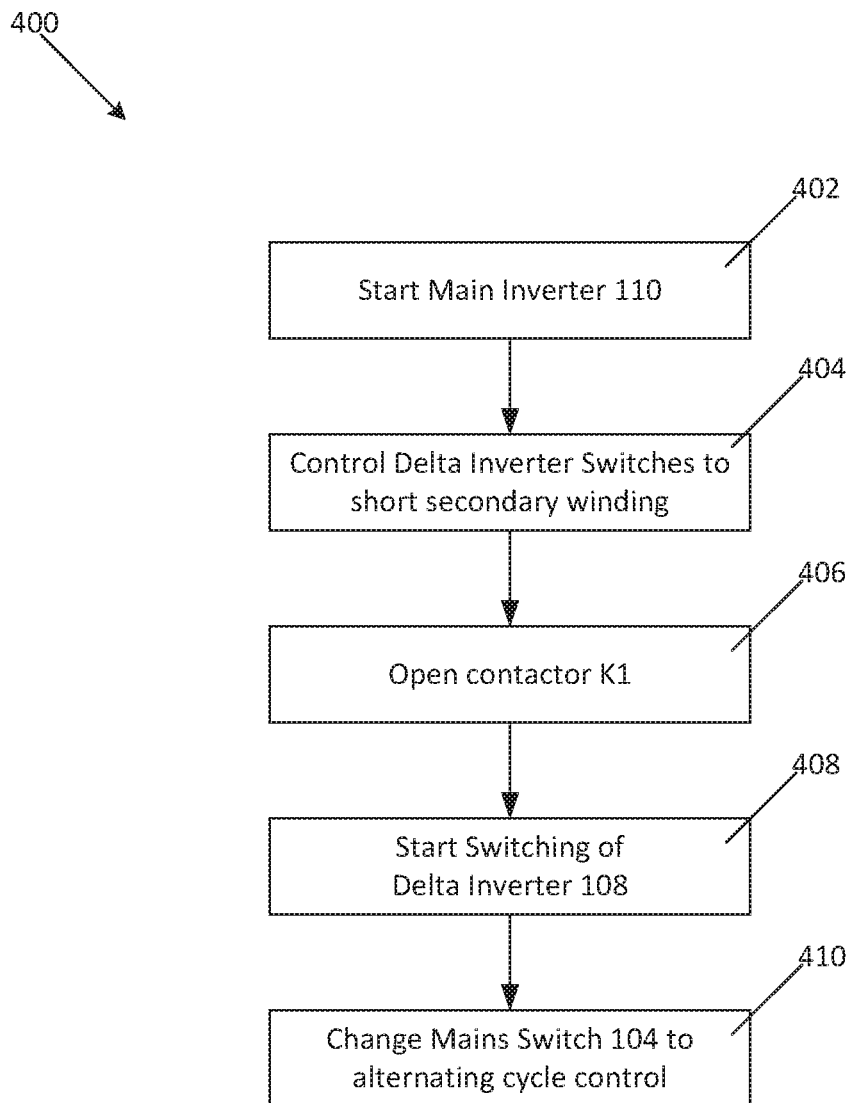 400
402
Start Main Inverter 110
404
Control Delta Inverter Switches to
short secondary winding
406
Open contactor K1
408
Start Switching of
Delta Inverter 108
410
Change Mains Switch 104 to
alternating cycle control